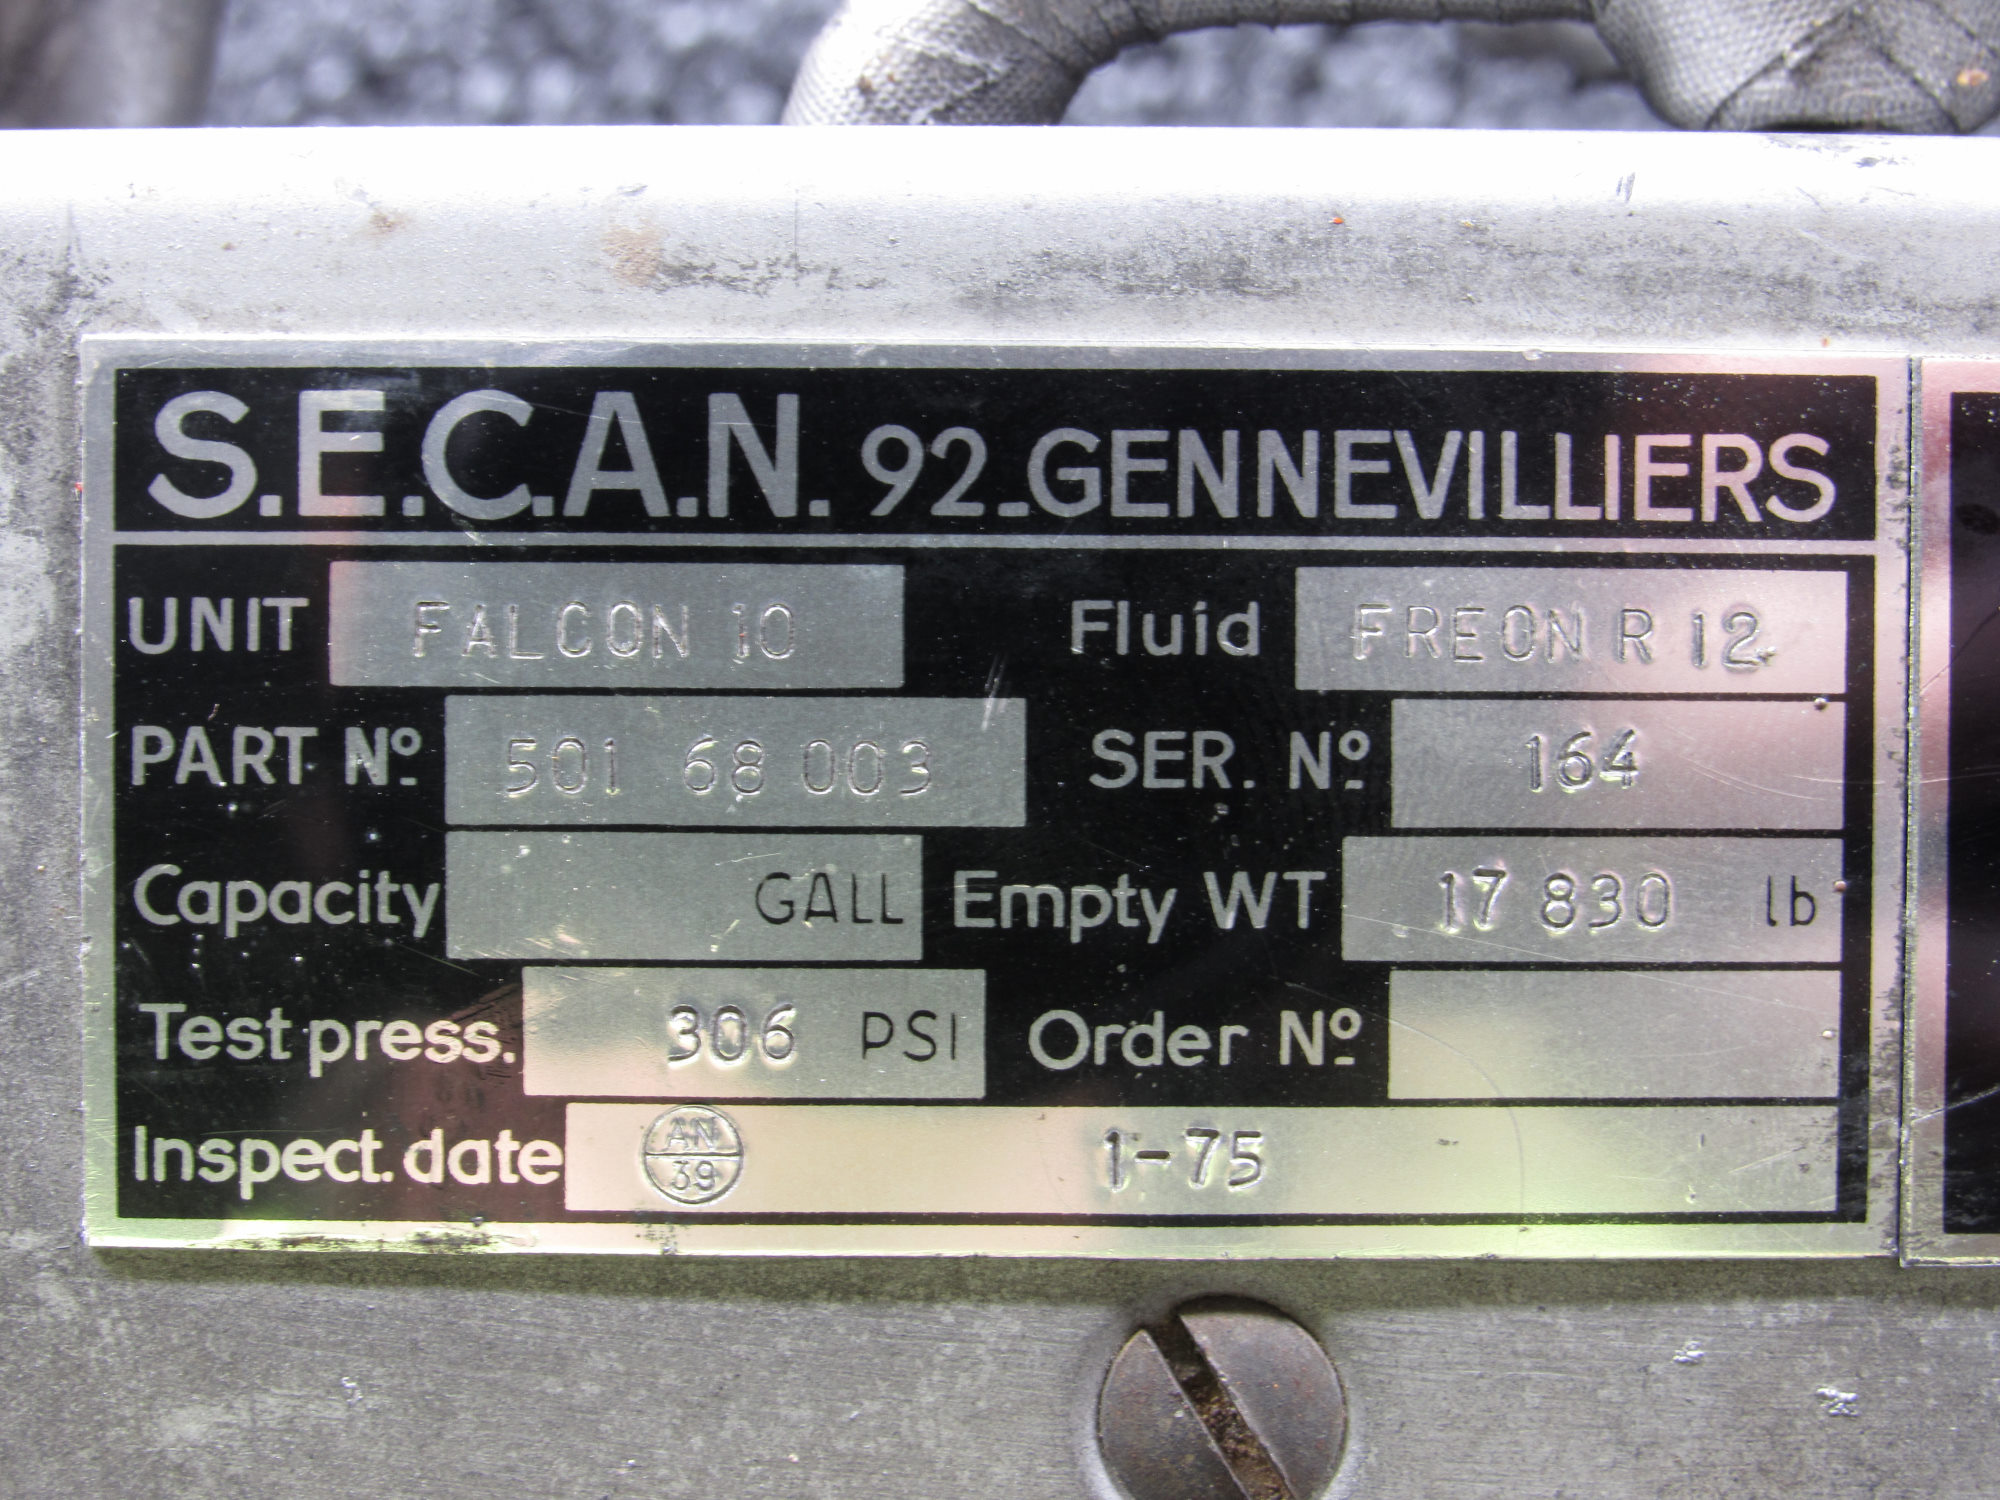 S.E.C.A.N. 92_GENNEVILLIERS
UNIT FALCON 10 Fluid FREON R 12
PART Nº 501 68 003 SER. Nº 164
Capacity GALL Empty WT 17 830 lb
Test press. 306 PSI Order Nº
Inspect. date AN 39 1-75